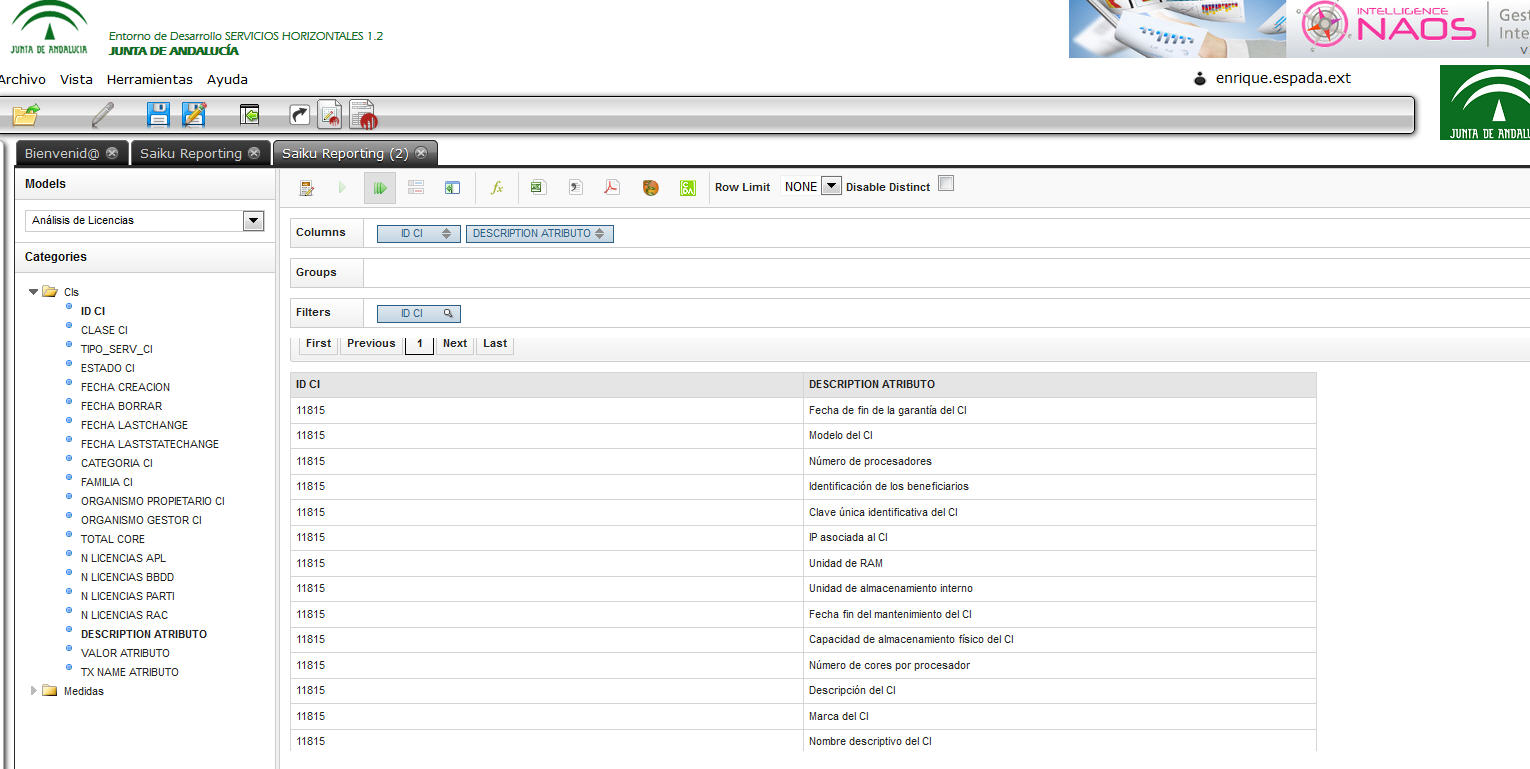 JUNTA DE ANDALUCIA
Entorno de Desarrollo SERVICIOS HORIZONTALES 1.2
JUNTA DE ANDALUCÍA
INTELLIGENCE
NAOS
Archivo Vista Herramientas Ayuda
enrique.espada.ext
Bienvenid@ Saiku Reporting Saiku Reporting (2)
Models
Análisis de Licencias
Categories
CIs
ID CI
CLASE CI
TIPO_SERV_CI
ESTADO CI
FECHA CREACION
FECHA BORRAR
FECHA LASTCHANGE
FECHA LASTSTATECHANGE
CATEGORIA CI
FAMILIA CI
ORGANISMO PROPIETARIO CI
ORGANISMO GESTOR CI
TOTAL CORE
N LICENCIAS APL
N LICENCIAS BBDD
N LICENCIAS PARTI
N LICENCIAS RAC
DESCRIPTION ATRIBUTO
VALOR ATRIBUTO
TX NAME ATRIBUTO
Medidas
Row Limit NONE Disable Distinct
Columns ID CI DESCRIPTION ATRIBUTO
Groups
Filters ID CI
First Previous 1 Next Last
ID CI DESCRIPTION ATRIBUTO
11815 Fecha de fin de la garantía del CI
11815 Modelo del CI
11815 Número de procesadores
11815 Identificación de los beneficiarios
11815 Clave única identificativa del CI
11815 IP asociada al CI
11815 Unidad de RAM
11815 Unidad de almacenamiento interno
11815 Fecha fin del mantenimiento del CI
11815 Capacidad de almacenamiento físico del CI
11815 Número de cores por procesador
11815 Descripción del CI
11815 Marca del CI
11815 Nombre descriptivo del CI
JUNTA DE ANDALU